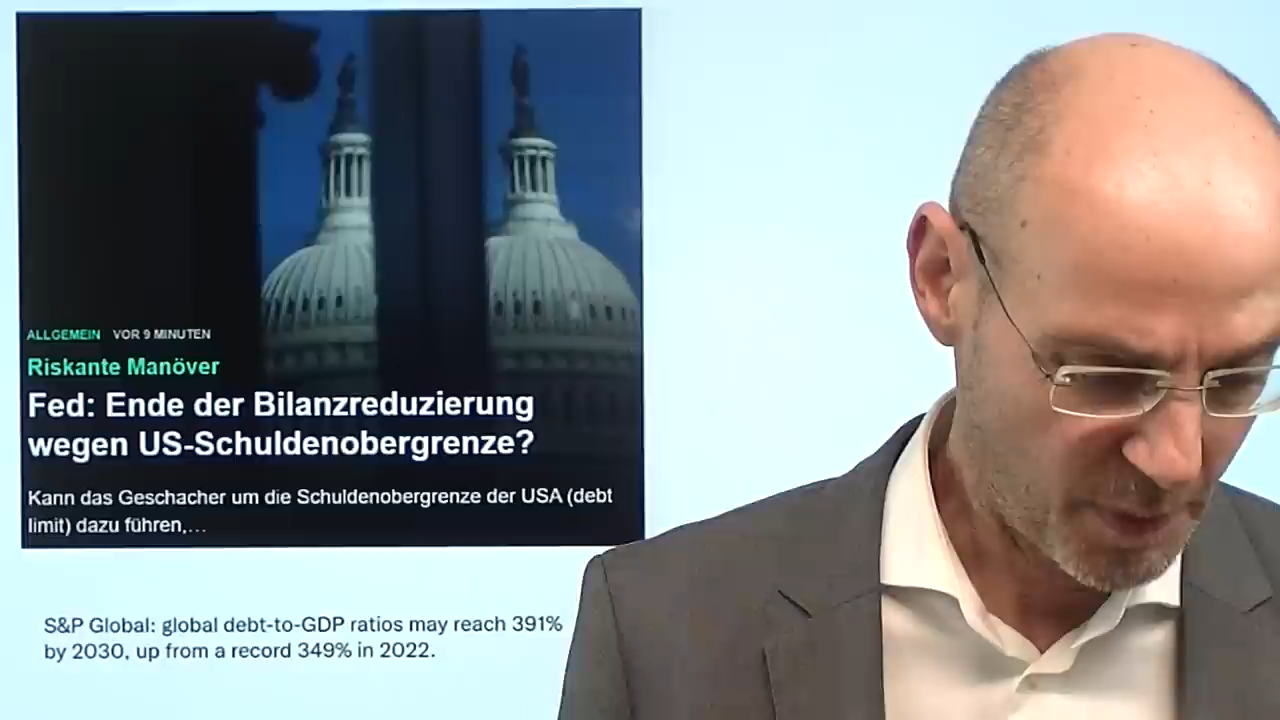 ALLGEMEIN VOR 9 MINUTEN
Riskante Manöver
Fed: Ende der Bilanzreduzierung
wegen US-Schuldenobergrenze?
Kann das Geschacher um die Schuldenobergrenze der USA (debt
limit) dazu führen,...
S&P Global: global debt-to-GDP ratios may reach 391%
by 2030, up from a record 349% in 2022.